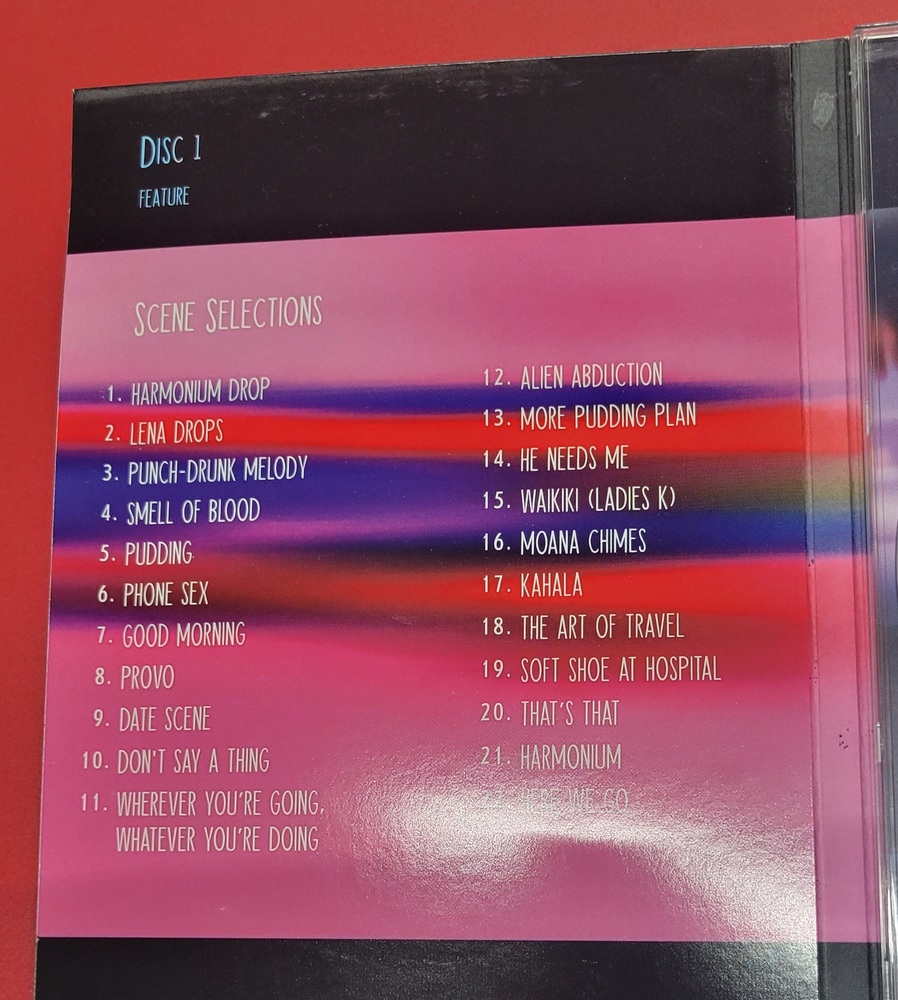 DISC 1
FEATURE
SCENE SELECTIONS
1. HARMONIUM DROP
2. LENA DROPS
3. PUNCH-DRUNK MELODY
4. SMELL OF BLOOD
5. PUDDING
6. PHONE SEX
7. GOOD MORNING
8. PROVO
9. DATE SCENE
10. DON'T SAY A THING
11. WHEREVER YOU'RE GOING,
WHATEVER YOU'RE DOING
12. ALIEN ABDUCTION
13. MORE PUDDING PLAN
14. HE NEEDS ME
15. WAIKIKI (LADIES K)
16. MOANA CHIMES
17. KAHALA
18. THE ART OF TRAVEL
19. SOFT SHOE AT HOSPITAL
20. THAT'S THAT
21. HARMONIUM
22. HERE WE GO